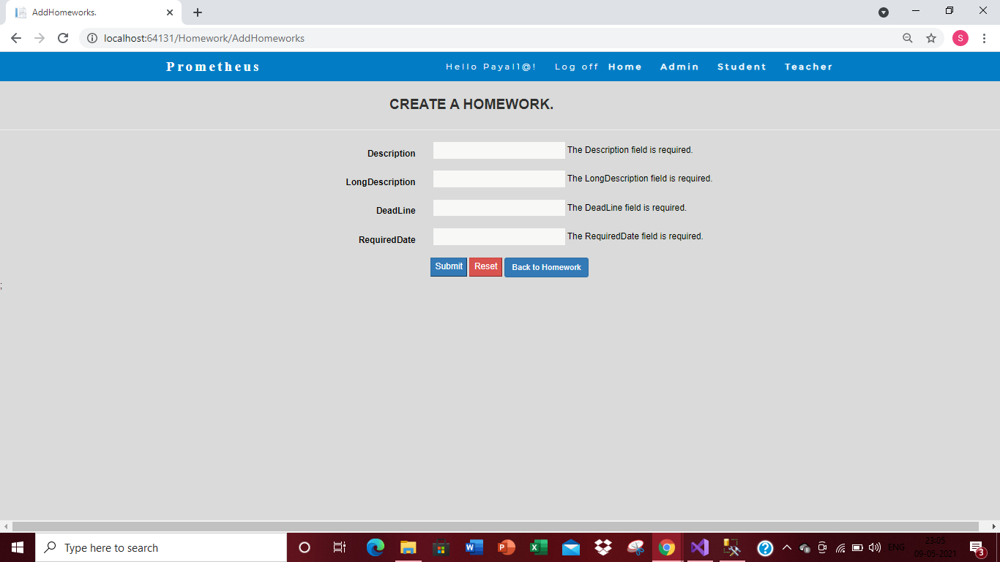 AddHomeworks.
localhost:64131/Homework/AddHomeworks
S
Prometheus
Hello Payal1@! Log off Home Admin Student Teacher
CREATE A HOMEWORK.
Description The Description field is required.
LongDescription The LongDescription field is required.
DeadLine The DeadLine field is required.
RequiredDate The RequiredDate field is required.
Submit Reset Back to Homework
;
Type here to search
ENG
23:05
09-05-2021
3